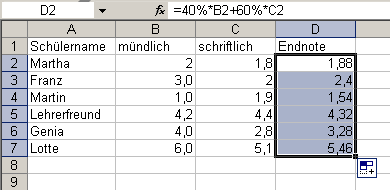 D2 fx =40%*B2+60%*C2
A B C D E
1 Schülername mündlich schriftlich Endnote
2 Martha 2 1,8 1,88
3 Franz 3,0 2 2,4
4 Martin 1,0 1,9 1,54
5 Lehrerfreund 4,2 4,4 4,32
6 Genia 4,0 2,8 3,28
7 Lotte 6,0 5,1 5,46
8
9